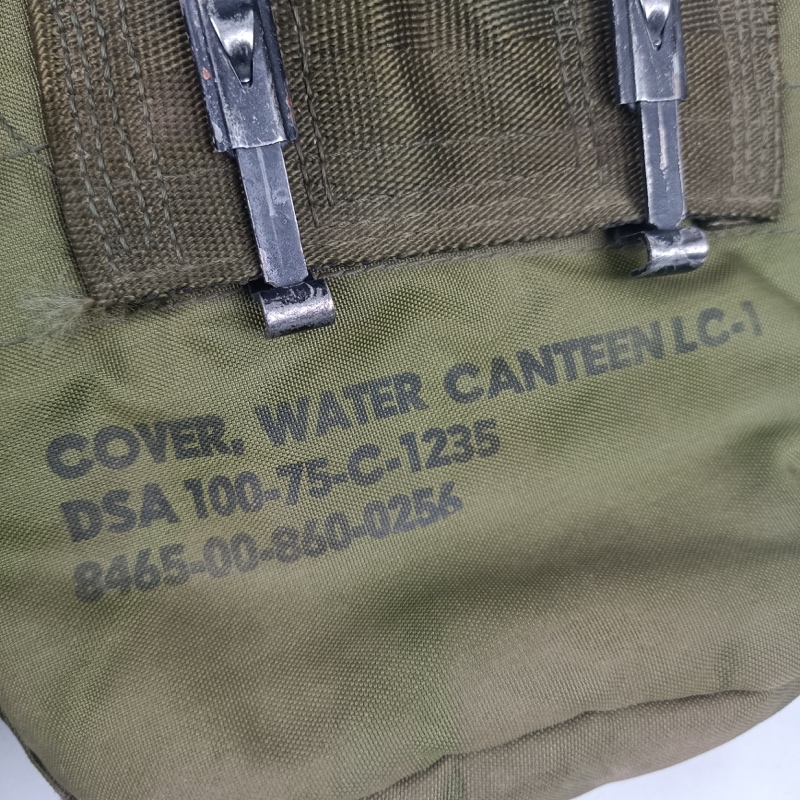 COVER, WATER CANTEEN LC-1
DSA 100-75-C-1235
8465-00-860-0256